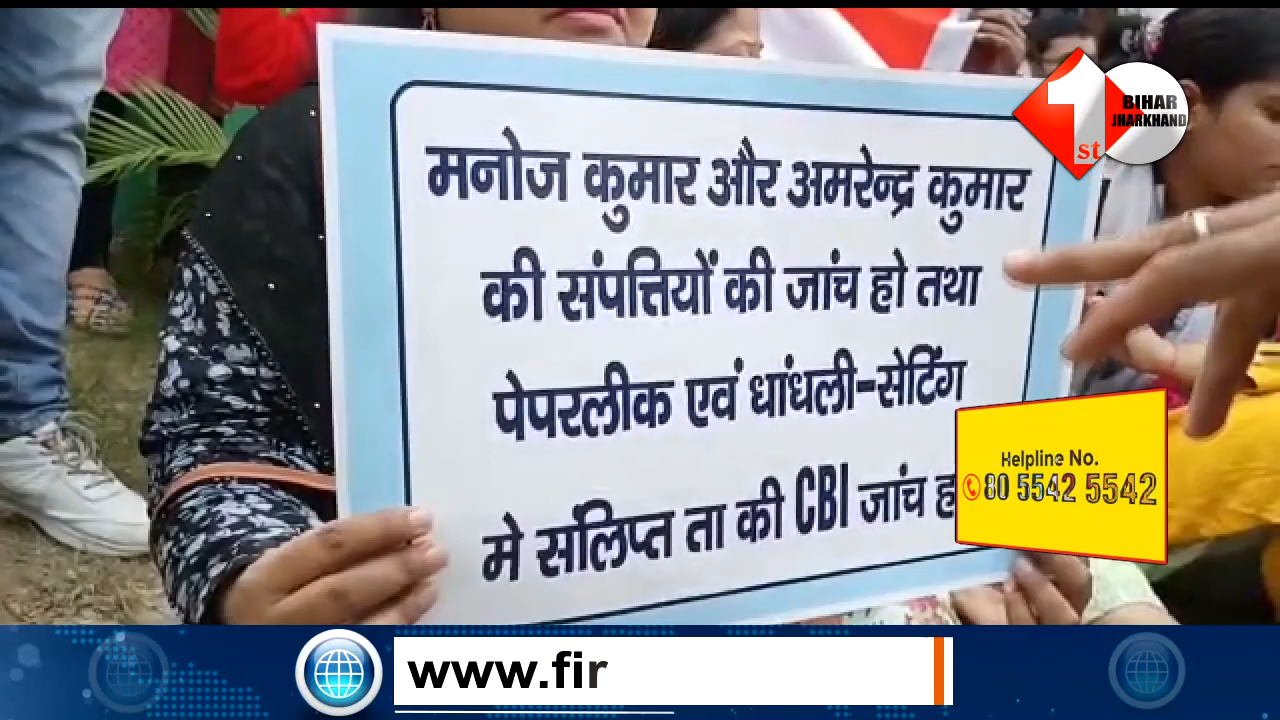 मनोज कुमार और अमरेन्द्र कुमार
की संपत्तियों की जांच हो तथा
पेपरलीक एवं धांधली-सेटिंग
मे संलिप्त ता की CBI जांच ह
1st
BIHAR
JHARKHAND
Helpline No.
80 5542 5542
www.fir